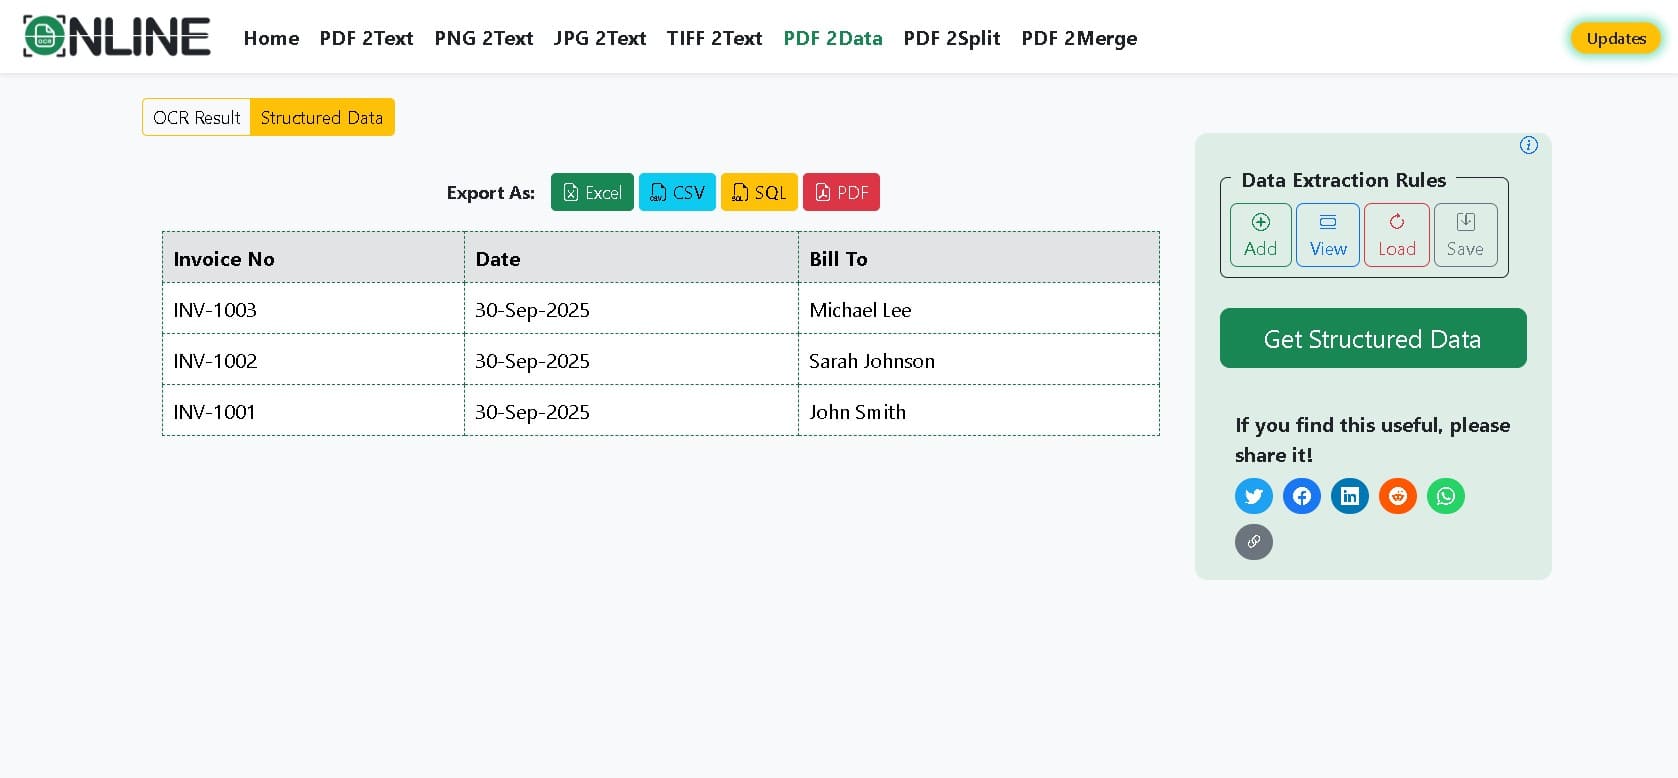 OCR NLINE
Home PDF 2Text PNG 2Text JPG 2Text TIFF 2Text PDF 2Data PDF 2Split PDF 2Merge Updates
OCR Result Structured Data
Export As: Excel CSV SQL PDF
Invoice No Date Bill To
INV-1003 30-Sep-2025 Michael Lee
INV-1002 30-Sep-2025 Sarah Johnson
INV-1001 30-Sep-2025 John Smith
Data Extraction Rules
Add View Load Save
Get Structured Data
If you find this useful, please
share it!